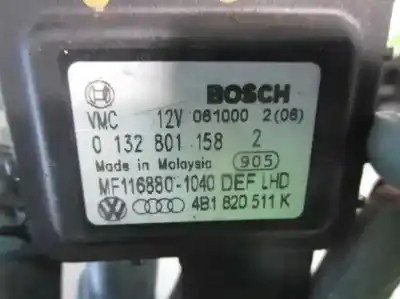 BOSCH
VMC 12V 061000 2(06)
0 132 801 158 2
Made in Malaysia 905
MF116880-1040 DEF LHD
4B1 820 511 K